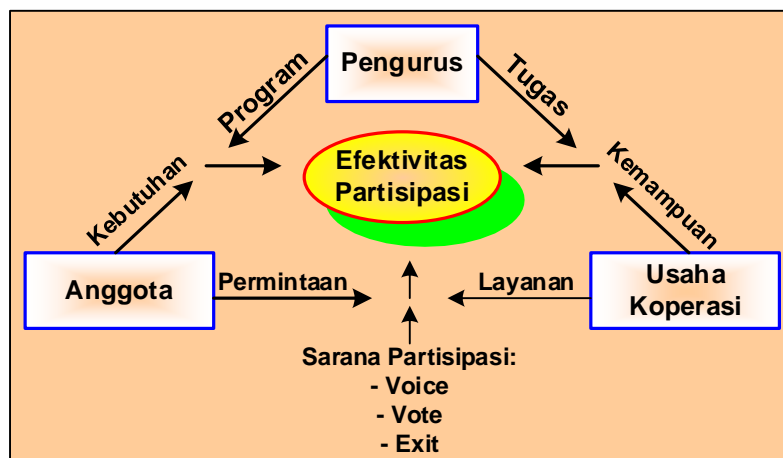 Pengurus
Program
Tugas
Efektivitas
Partisipasi
Kebutuhan
Kemampuan
Anggota
Permintaan
Layanan
Usaha
Koperasi
Sarana Partisipasi:
- Voice
- Vote
- Exit